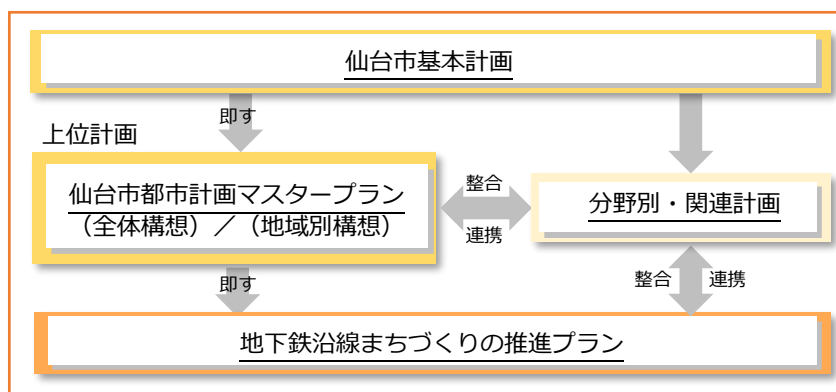 仙台市基本計画
即す
上位計画
仙台市都市計画マスタープラン
（全体構想）／（地域別構想）
整合
連携
分野別・関連計画
即す
整合
連携
地下鉄沿線まちづくりの推進プラン